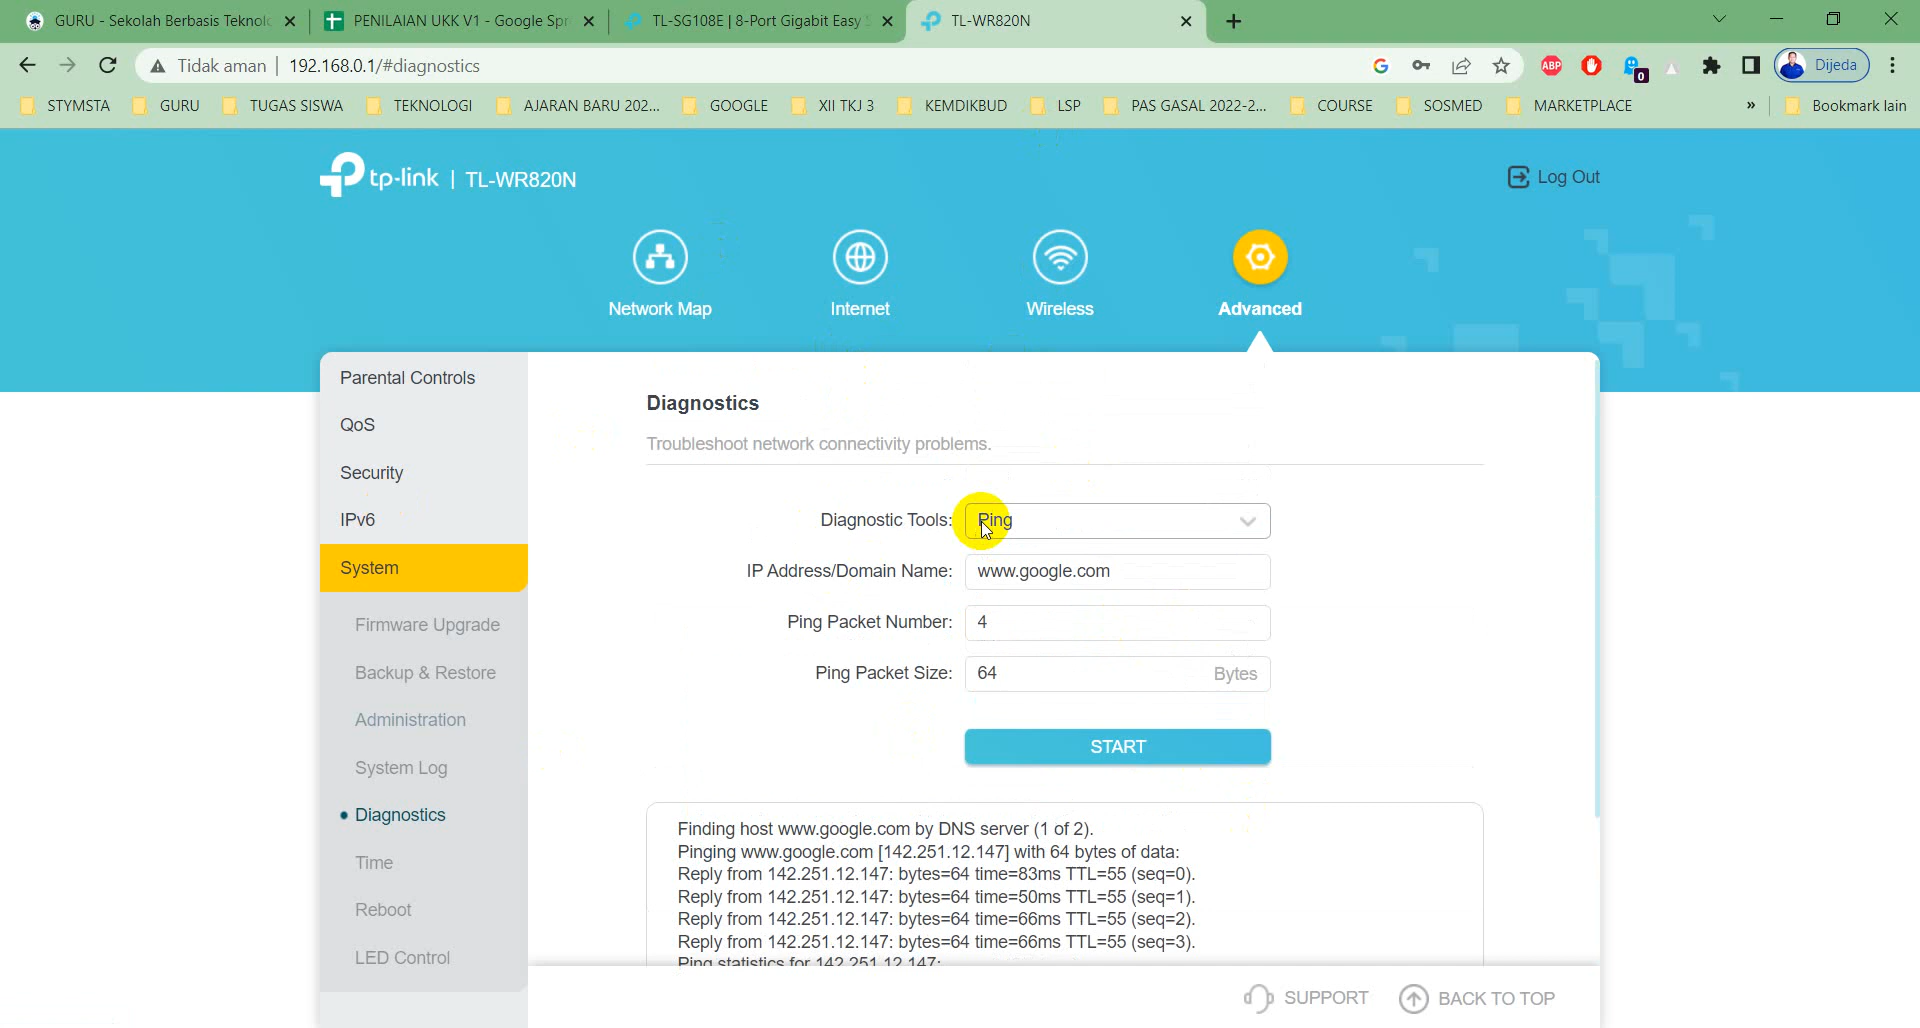 GURU - Sekolah Berbasis Teknolo
PENILAIAN UKK V1 - Google Spr
TL-SG108E | 8-Port Gigabit Easy S
TL-WR820N
Tidak aman
192.168.0.1/#diagnostics
ABP
0
Dijeda
STYMSTA
GURU
TUGAS SISWA
TEKNOLOGI
AJARAN BARU 202...
GOOGLE
XII TKJ 3
KEMDIKBUD
LSP
PAS GASAL 2022-2...
COURSE
SOSMED
MARKETPLACE
»
Bookmark lain
tp-link | TL-WR820N
Log Out
Network Map
Internet
Wireless
Advanced
Parental Controls
QoS
Security
IPv6
System
Firmware Upgrade
Backup & Restore
Administration
System Log
Diagnostics
Time
Reboot
LED Control
Diagnostics
Troubleshoot network connectivity problems.
Diagnostic Tools: Ping
IP Address/Domain Name: www.google.com
Ping Packet Number: 4
Ping Packet Size: 64 Bytes
START
Finding host www.google.com by DNS server (1 of 2).
Pinging www.google.com [142.251.12.147] with 64 bytes of data:
Reply from 142.251.12.147: bytes=64 time=83ms TTL=55 (seq=0).
Reply from 142.251.12.147: bytes=64 time=50ms TTL=55 (seq=1).
Reply from 142.251.12.147: bytes=64 time=66ms TTL=55 (seq=2).
Reply from 142.251.12.147: bytes=64 time=66ms TTL=55 (seq=3).
Ping statistics for 142.251.12.147:
SUPPORT
BACK TO TOP